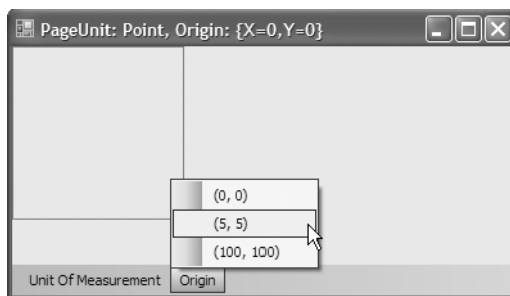 PageUnit: Point, Origin: {X=0,Y=0}
(0, 0)
(5, 5)
(100, 100)
Unit Of Measurement Origin